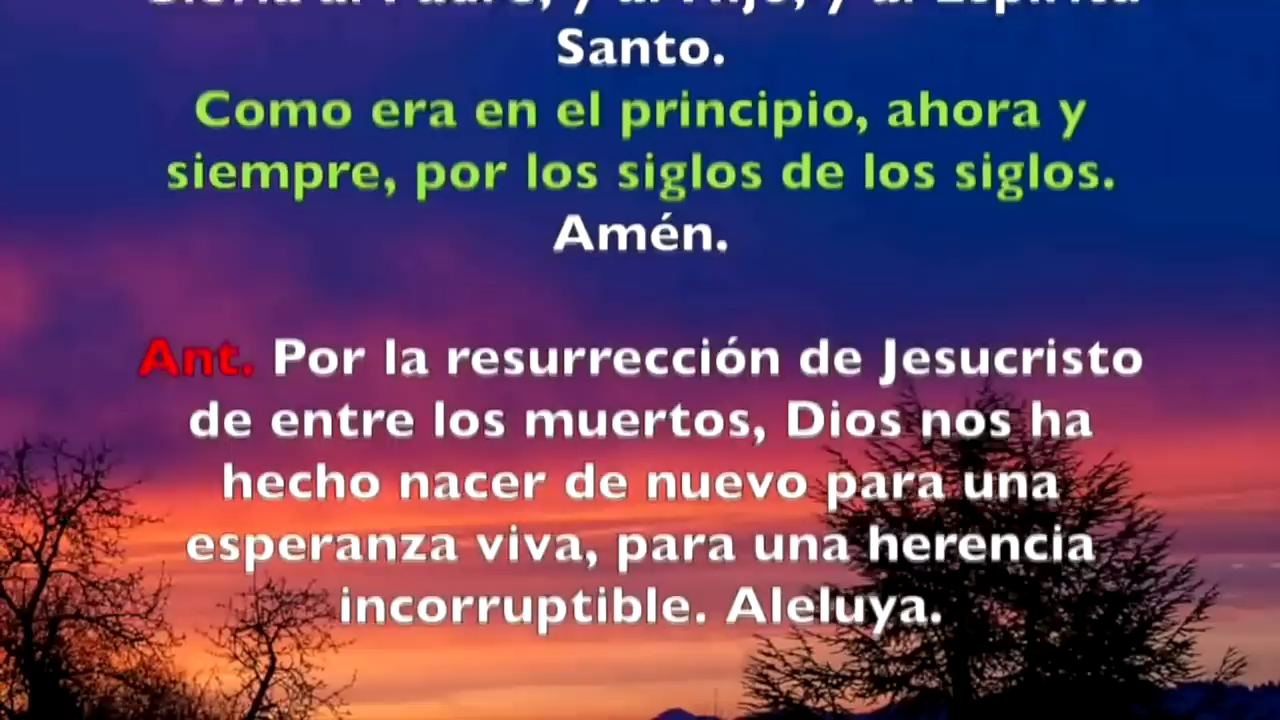 Gloria al Padre, y al Hijo, y al Espíritu
Santo.
Como era en el principio, ahora y
siempre, por los siglos de los siglos.
Amén.
Ant. Por la resurrección de Jesucristo
de entre los muertos, Dios nos ha
hecho nacer de nuevo para una
esperanza viva, para una herencia
incorruptible. Aleluya.